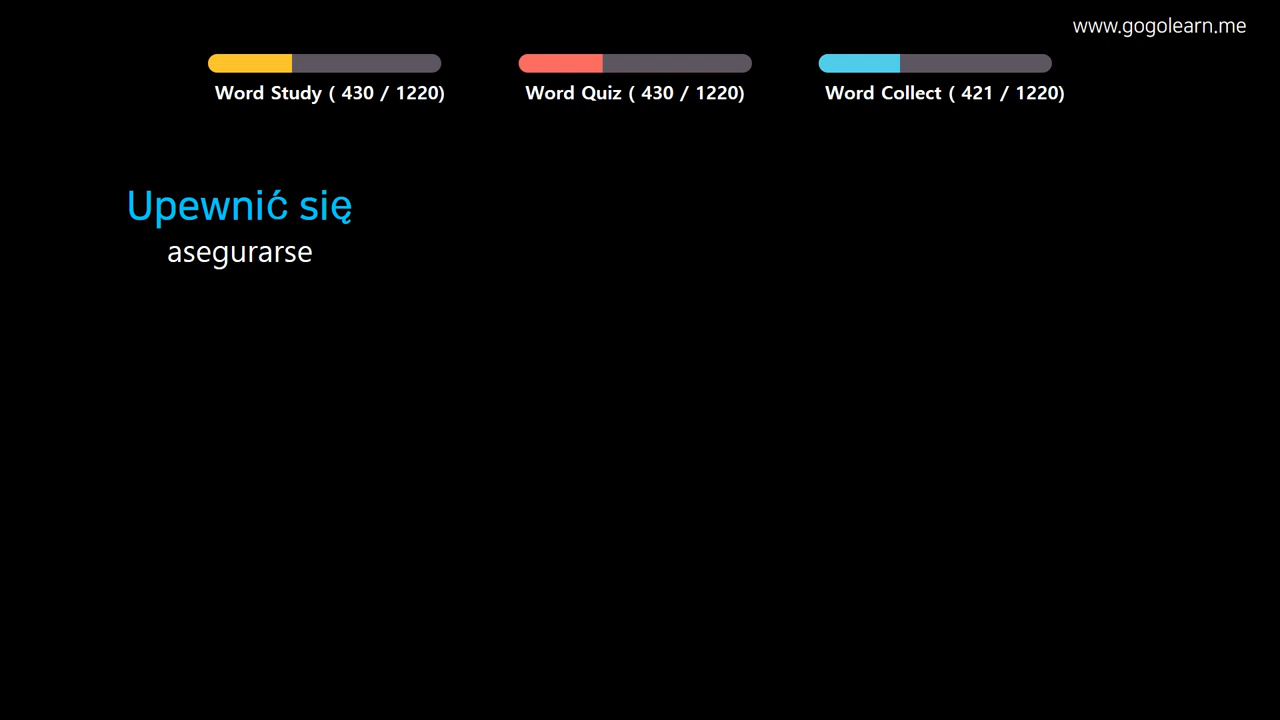 www.gogolearn.me
Word Study ( 430 / 1220)
Word Quiz ( 430 / 1220)
Word Collect ( 421 / 1220)
Upewnić się
asegurarse